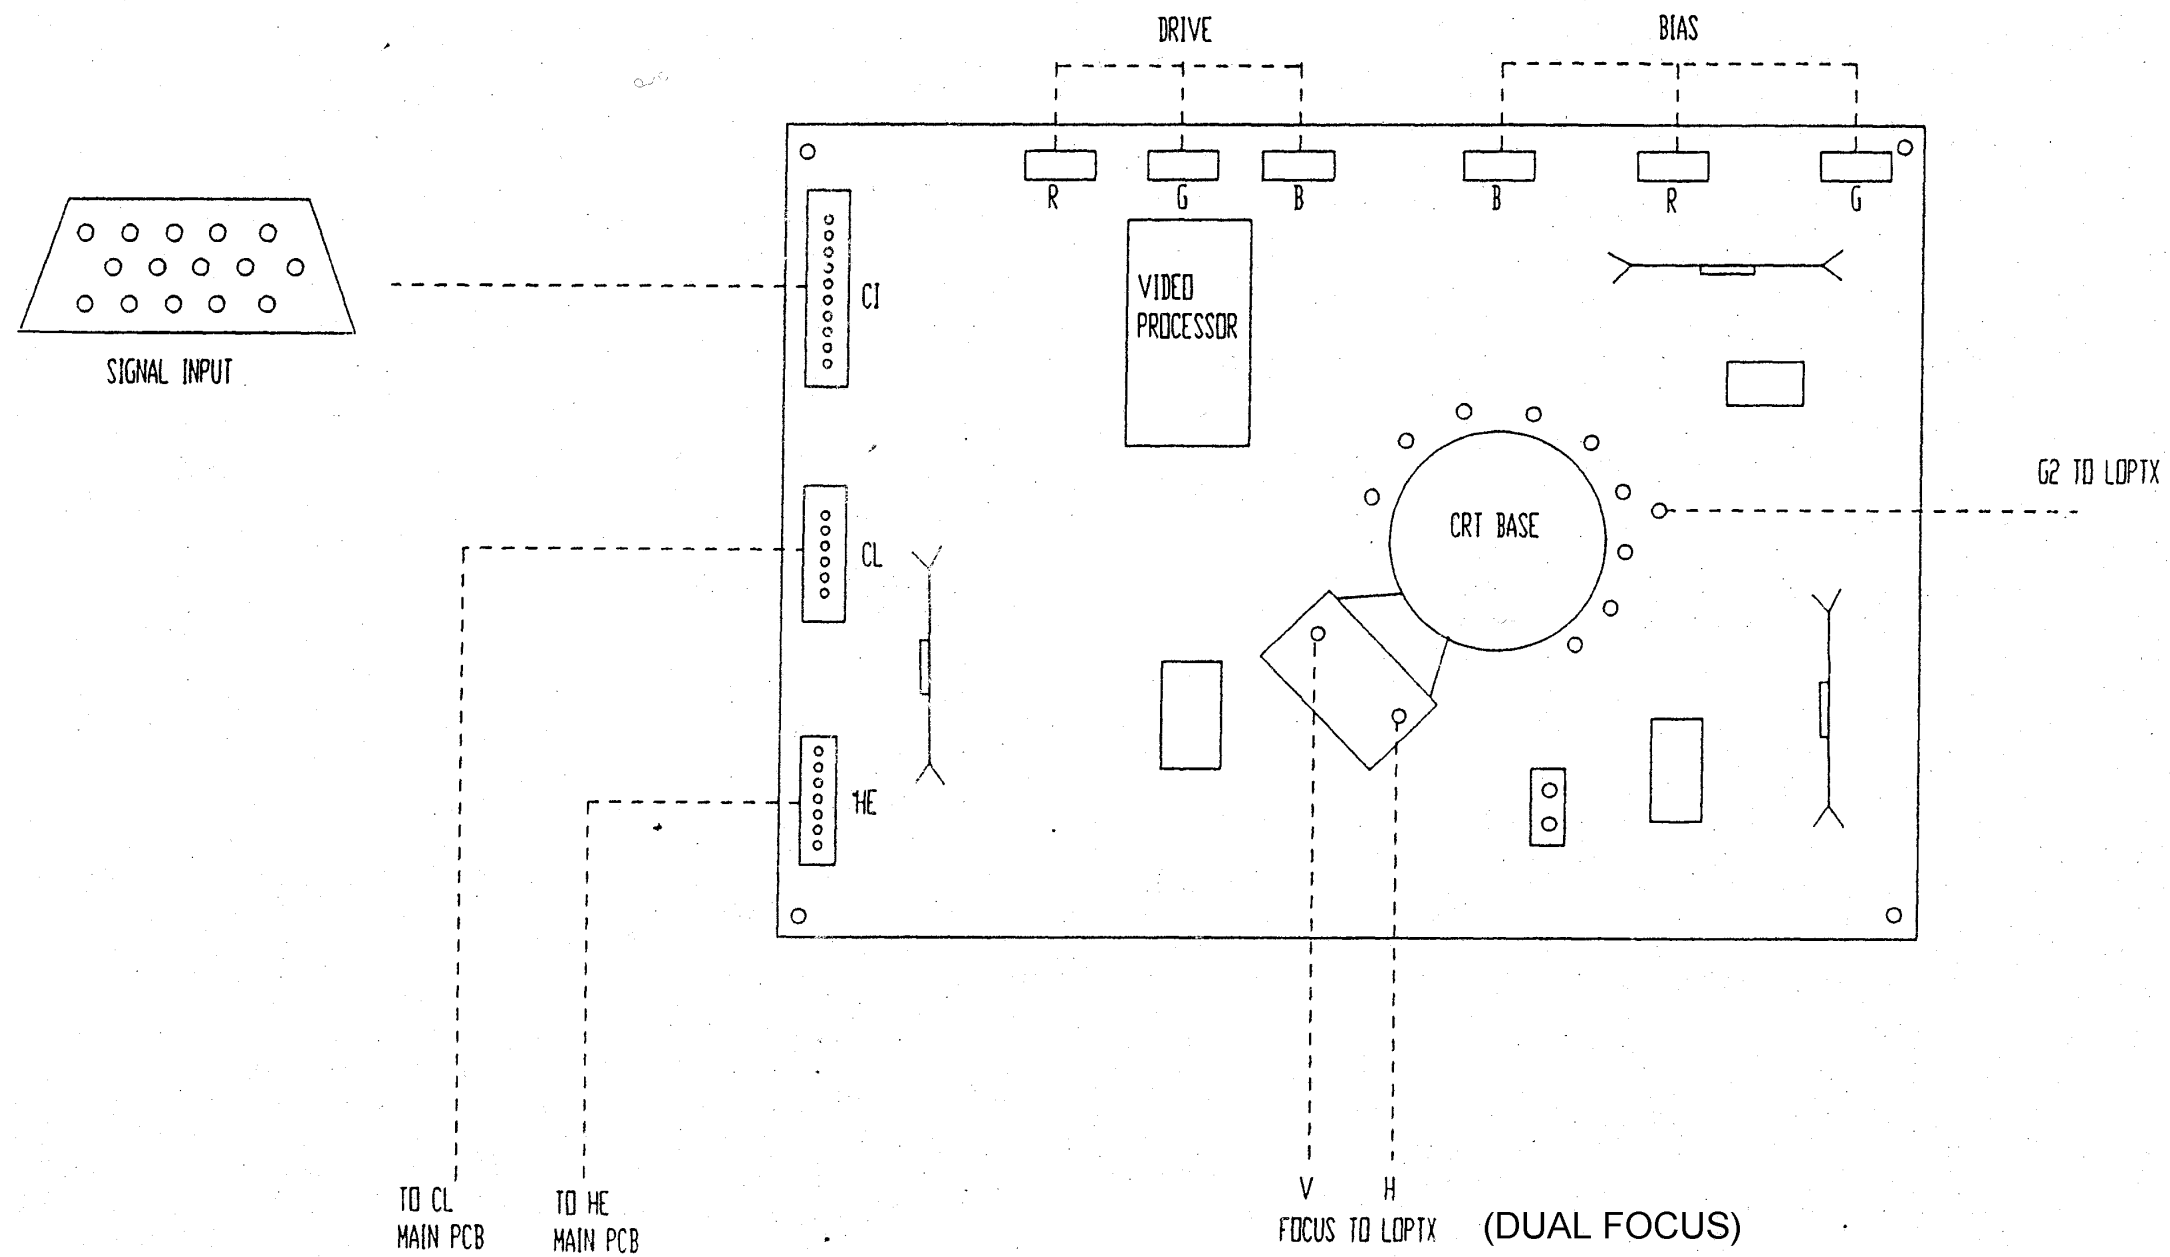 DRIVE
BIAS
R
G
B
B
R
G
VIDEO
PROCESSOR
CI
SIGNAL INPUT
G2 TO LOPTX
CRT BASE
CL
HE
TO CL
MAIN PCB
TO HE
MAIN PCB
V
H
FOCUS TO LOPTX
(DUAL FOCUS)